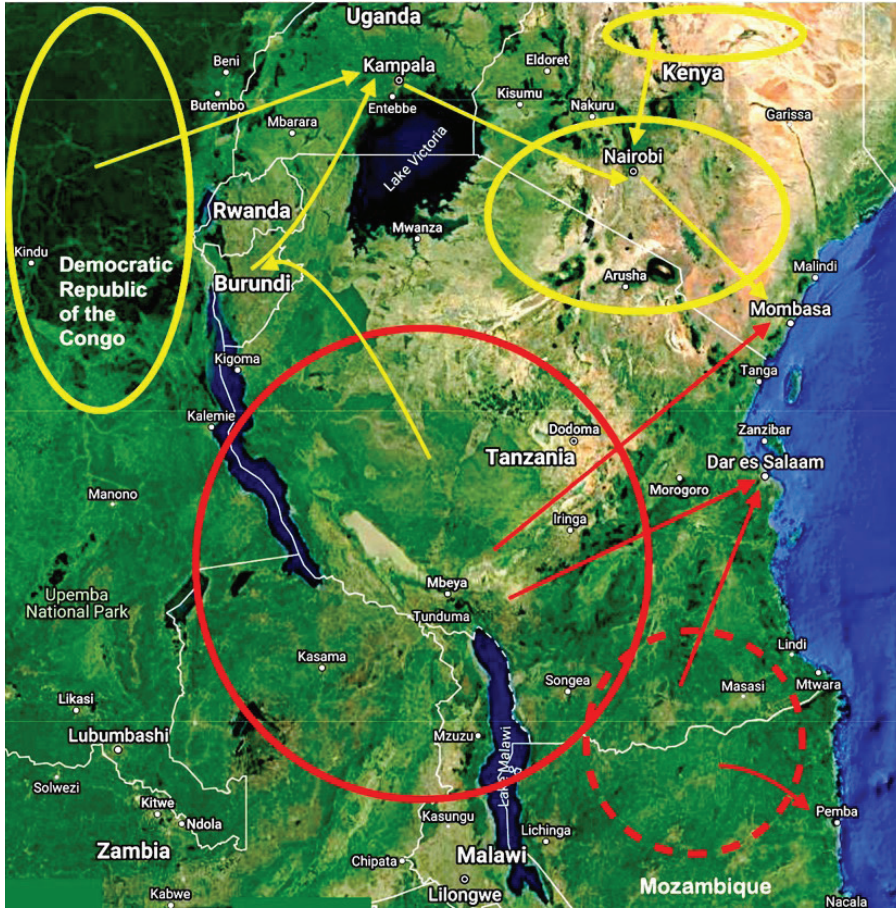 Uganda
Beni
Kampala
Eldoret
Kenya
Butembo
Entebbe
Kisumu
Nakuru
Garissa
Mbarara
Lake Victoria
Nairobi
Rwanda
Mwanza
Kindu
Democratic
Republic
of the
Congo
Burundi
Arusha
Malindi
Mombasa
Kigoma
Tanga
Kalemie
Dodoma
Zanzibar
Tanzania
Dar es Salaam
Manono
Morogoro
Iringa
Upemba
National Park
Mbeya
Tunduma
Kasama
Lindi
Songea
Masasi
Mtwara
Likasi
Lubumbashi
Mzuzu
Lake Malawi
Solwezi
Kitwe
Ndola
Kasungu
Pemba
Lichinga
Zambia
Chipata
Malawi
Kabwe
Lilongwe
Mozambique
Nacala